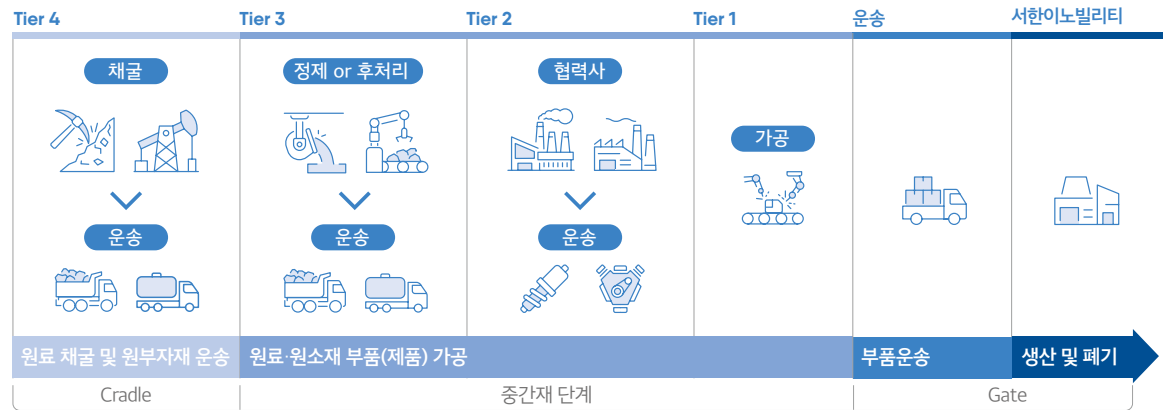 Tier 4
Tier 3
Tier 2
Tier 1
운송
서한이노빌리티
채굴
정제 or 후처리
협력사
가공
운송
운송
운송
원료 채굴 및 원부자재 운송
원료·원소재 부품(제품) 가공
부품운송
생산 및 폐기
Cradle
중간재 단계
Gate